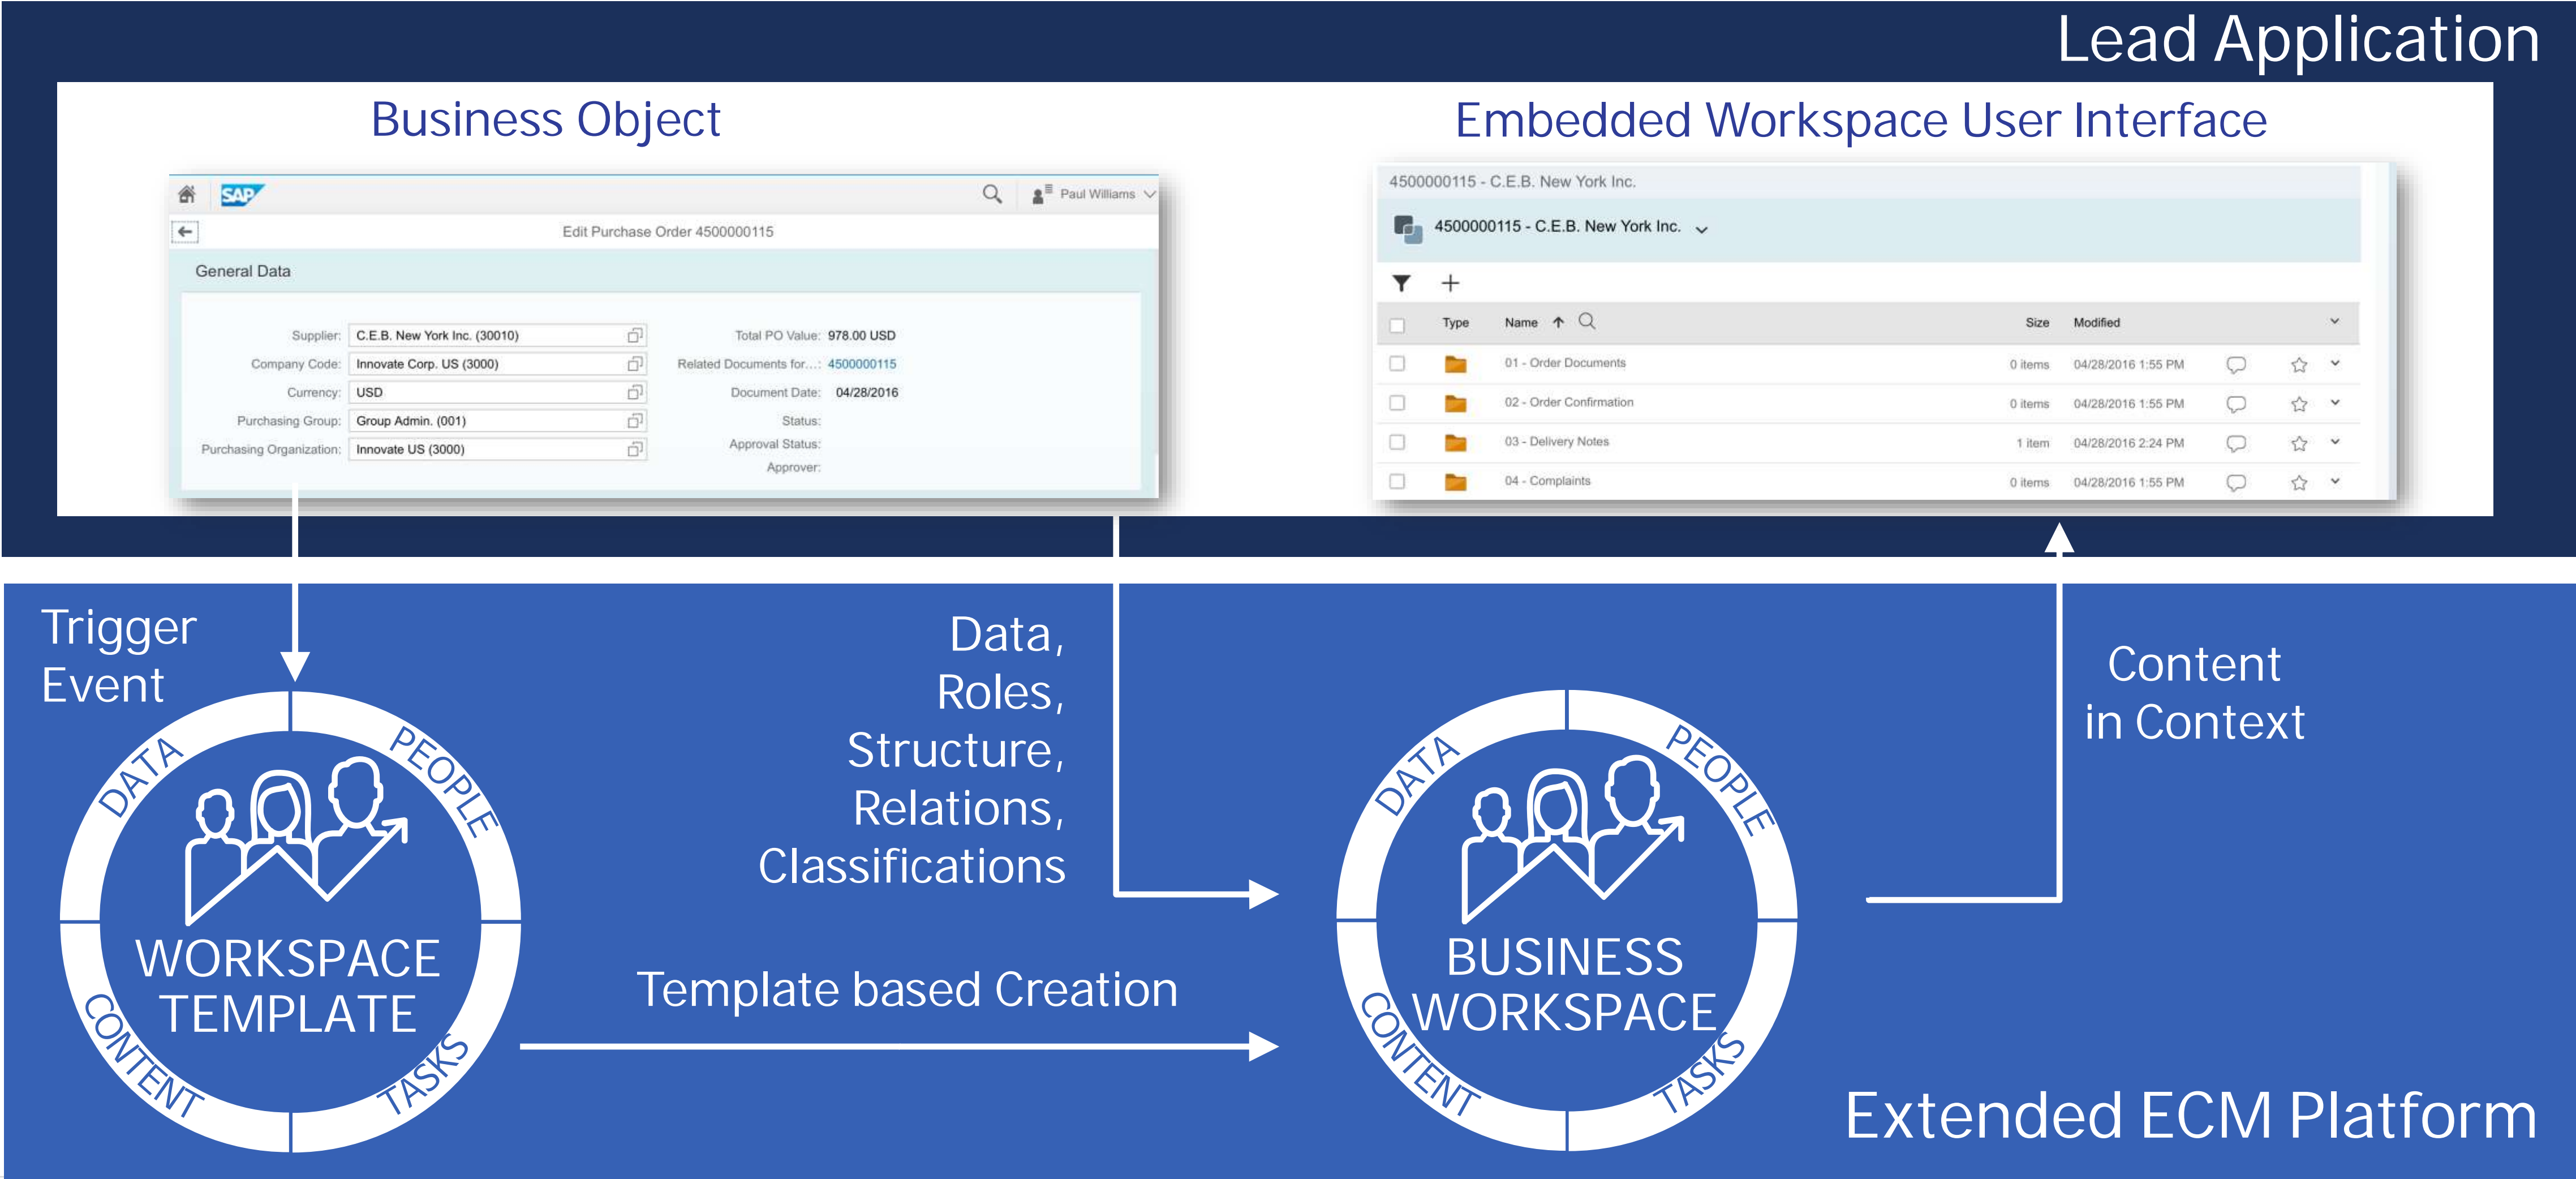 Lead Application
Business Object
Embedded Workspace User Interface
SAP
Paul Williams
Edit Purchase Order 4500000115
General Data
Supplier: C.E.B. New York Inc. (30010)
Total PO Value: 978.00 USD
Company Code: Innovate Corp. US (3000)
Related Documents for...: 4500000115
Currency: USD
Document Date: 04/28/2016
Purchasing Group: Group Admin. (001)
Status:
Purchasing Organization: Innovate US (3000)
Approval Status:
Approver:
4500000115 - C.E.B. New York Inc.
4500000115 - C.E.B. New York Inc.
Type Name Size Modified
01 - Order Documents 0 items 04/28/2016 1:55 PM
02 - Order Confirmation 0 items 04/28/2016 1:55 PM
03 - Delivery Notes 1 item 04/28/2016 2:24 PM
04 - Complaints 0 items 04/28/2016 1:55 PM
Trigger
Event
Data,
Roles,
Structure,
Relations,
Classifications
Content
in Context
DATA
PEOPLE
WORKSPACE
TEMPLATE
CONTENT
TASKS
Template based Creation
DATA
PEOPLE
BUSINESS
WORKSPACE
CONTENT
TASKS
Extended ECM Platform